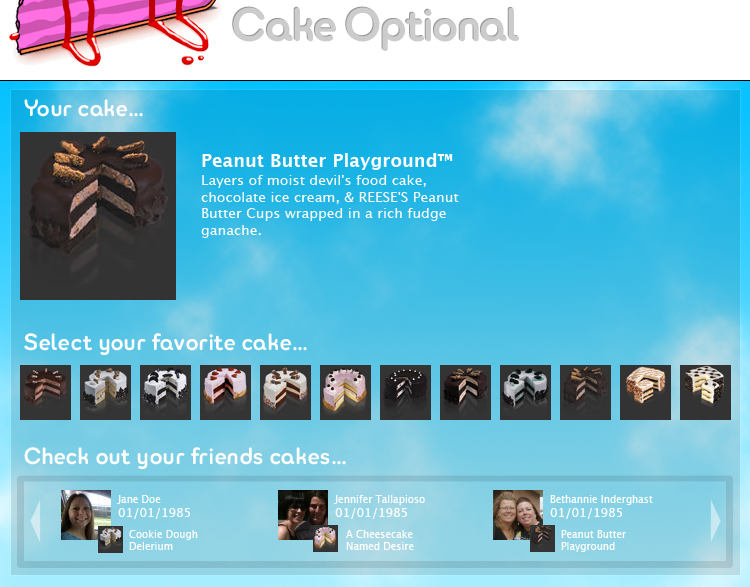 Cake Optional
Your cake...
Peanut Butter Playground™
Layers of moist devil's food cake,
chocolate ice cream, & REESE'S Peanut
Butter Cups wrapped in a rich fudge
ganache.
Select your favorite cake...
Check out your friends cakes...
Jane Doe
01/01/1985
Cookie Dough
Delerium
Jennifer Tallapioso
01/01/1985
A Cheesecake
Named Desire
Bethannie Inderghast
01/01/1985
Peanut Butter
Playground